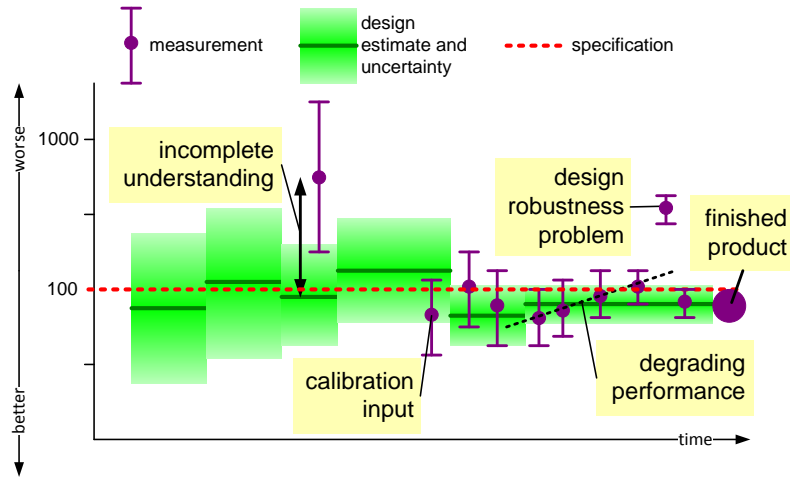 measurement
design
estimate and
uncertainty
specification
worse
1000
incomplete
understanding
design
robustness
problem
finished
product
100
calibration
input
degrading
performance
better
time